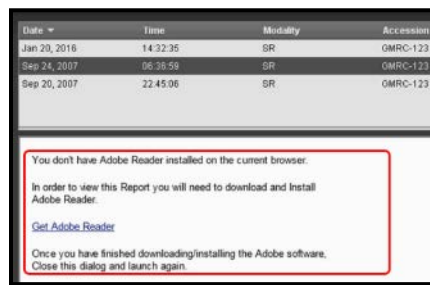 Date Time Modality Accession
Jan 20, 2016 14:32:35 SR GMRC-123
Sep 24, 2007 06:36:59 SR GMRC-123
Sep 20, 2007 22:45:06 SR GMRC-123
You don't have Adobe Reader installed on the current browser.
In order to view this Report you will need to download and Install
Adobe Reader.
Get Adobe Reader
Once you have finished downloading/installing the Adobe software,
Close this dialog and launch again.